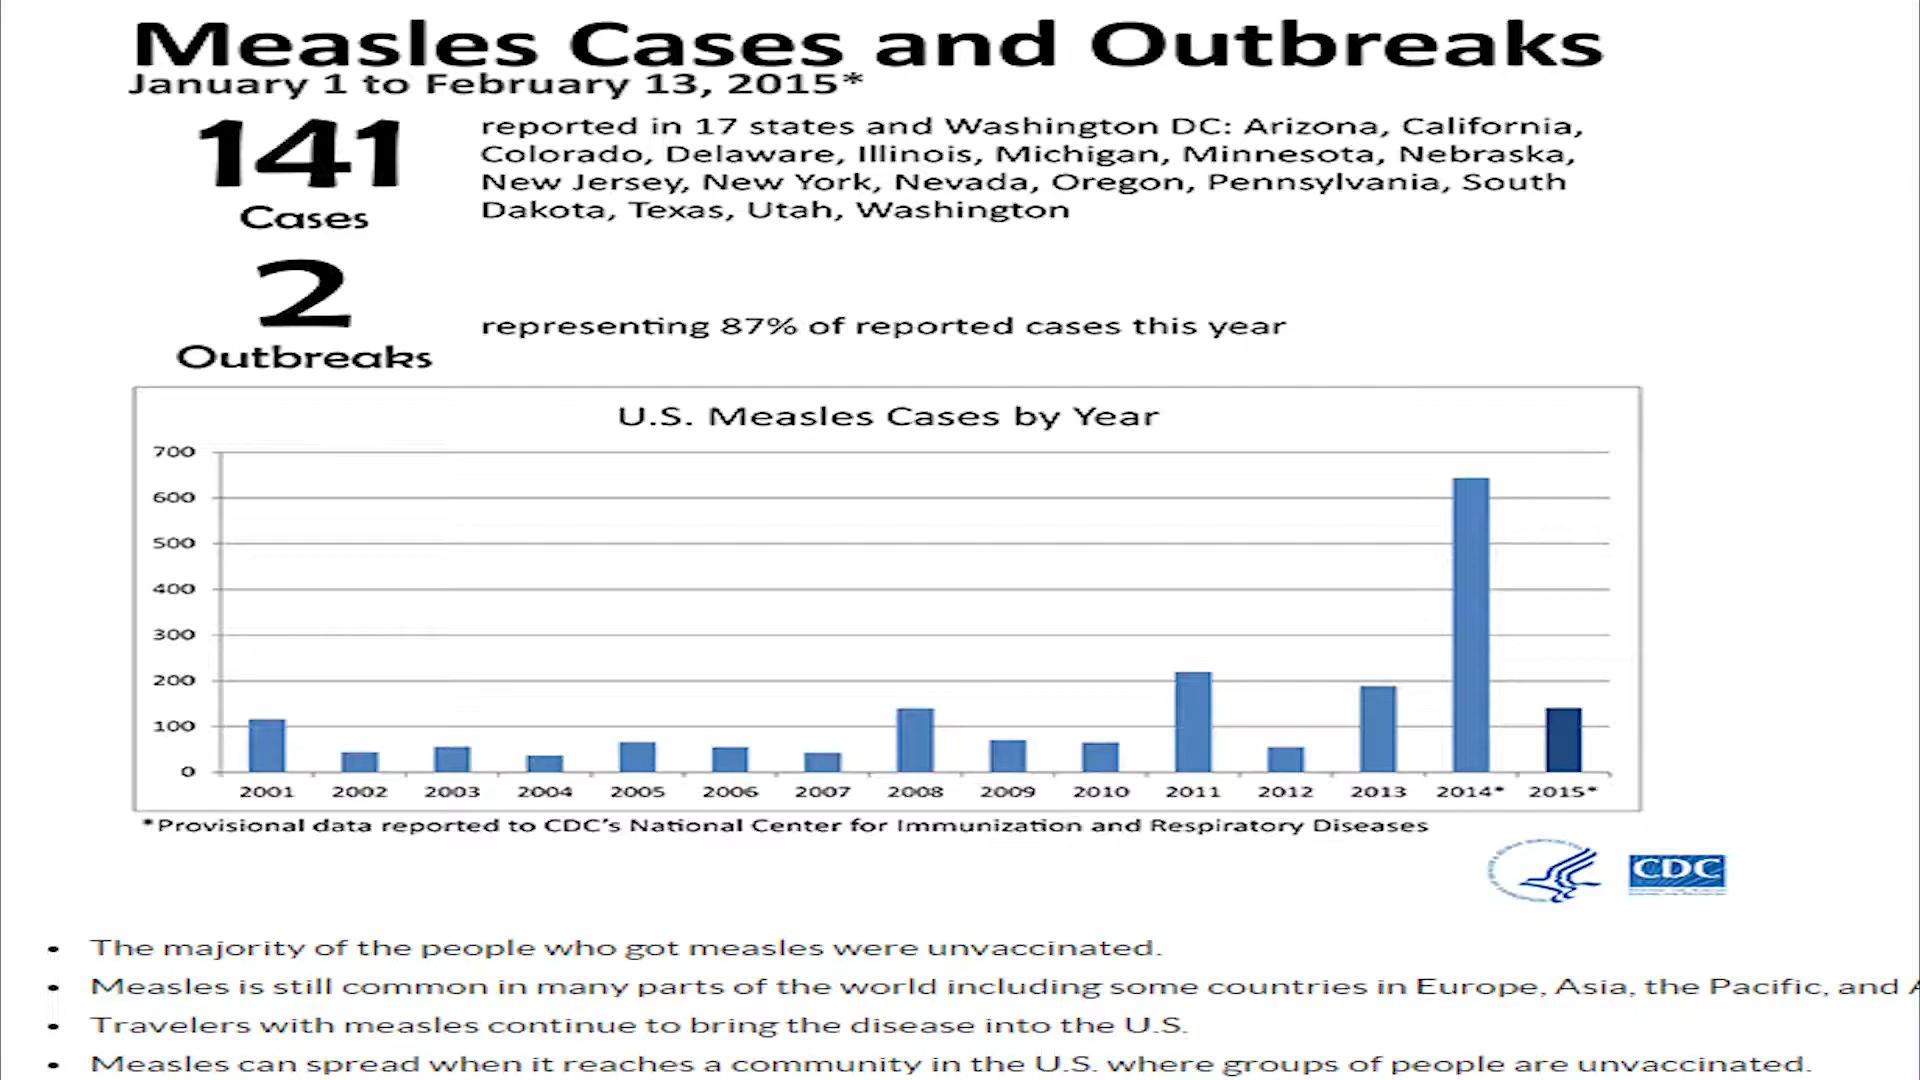 Measles Cases and Outbreaks
January 1 to February 13, 2015*
141
Cases
reported in 17 states and Washington DC: Arizona, California,
Colorado, Delaware, Illinois, Michigan, Minnesota, Nebraska,
New Jersey, New York, Nevada, Oregon, Pennsylvania, South
Dakota, Texas, Utah, Washington
2
Outbreaks
representing 87% of reported cases this year
U.S. Measles Cases by Year
700
600
500
400
300
200
100
0
2001 2002 2003 2004 2005 2006 2007 2008 2009 2010 2011 2012 2013 2014* 2015*
*Provisional data reported to CDC's National Center for Immunization and Respiratory Diseases
CDC
• The majority of the people who got measles were unvaccinated.
• Measles is still common in many parts of the world including some countries in Europe, Asia, the Pacific, and
• Travelers with measles continue to bring the disease into the U.S.
• Measles can spread when it reaches a community in the U.S. where groups of people are unvaccinated.